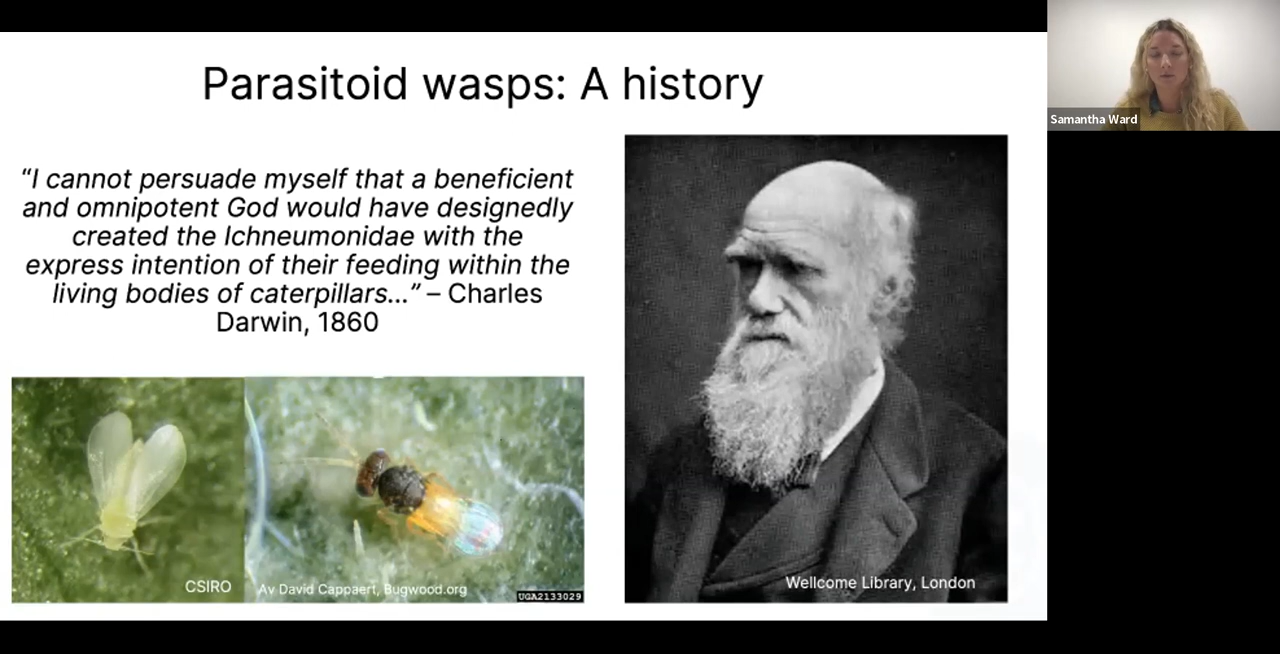 Parasitoid wasps: A history
“I cannot persuade myself that a beneficient
and omnipotent God would have designedly
created the Ichneumonidae with the
express intention of their feeding within the
living bodies of caterpillars...” – Charles
Darwin, 1860
CSIRO
Av David Cappaert, Bugwood.org
UGA2133029
Wellcome Library, London
Samantha Ward